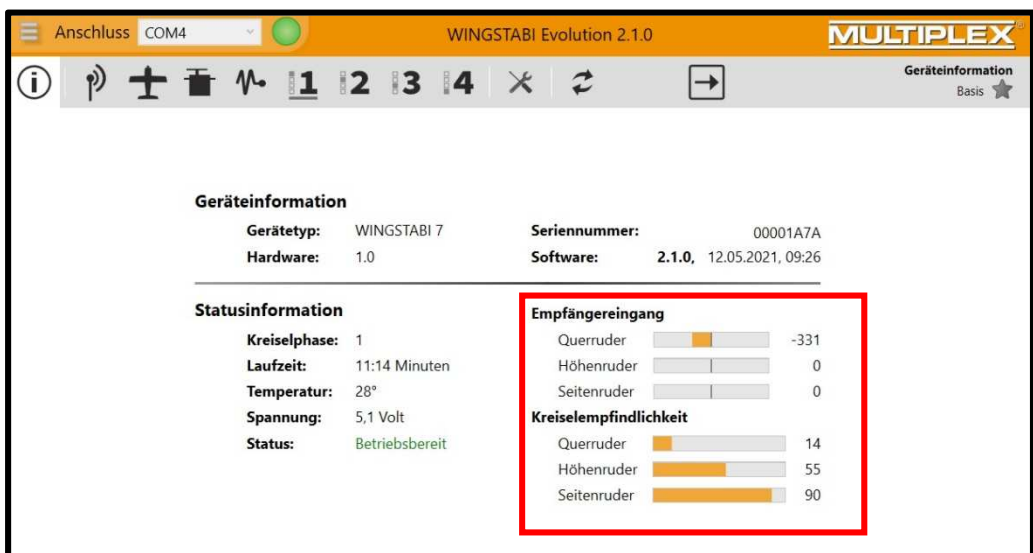 Anschluss COM4 WINGSTABI Evolution 2.1.0 MULTIPLEX®
i 1 2 3 4 Geräteinformation
Basis
Geräteinformation
Gerätetyp: WINGSTABI 7 Seriennummer: 00001A7A
Hardware: 1.0 Software: 2.1.0, 12.05.2021, 09:26
Statusinformation Empfängereingang
Kreiselphase: 1 Querruder -331
Laufzeit: 11:14 Minuten Höhenruder 0
Temperatur: 28° Seitenruder 0
Spannung: 5,1 Volt Kreiselempfindlichkeit
Status: Betriebsbereit Querruder 14
Höhenruder 55
Seitenruder 90